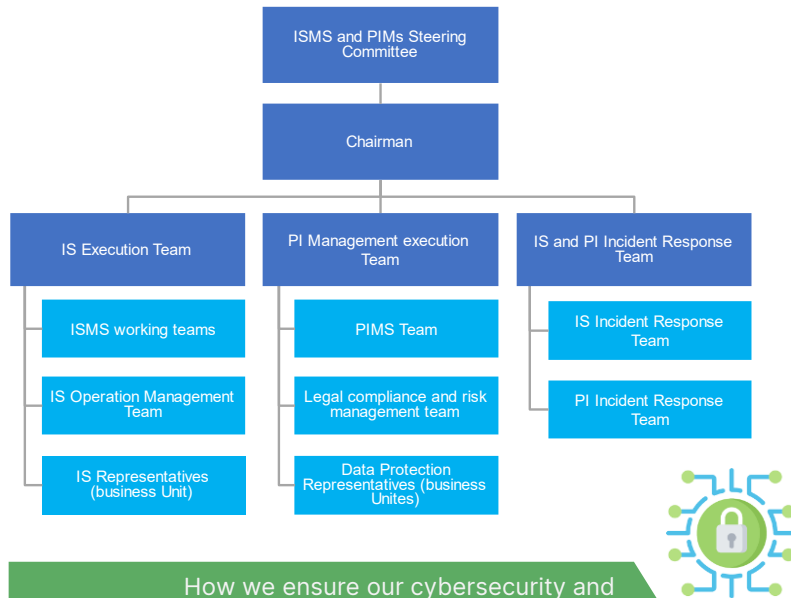 ISMS and PIMs Steering
Committee
Chairman
IS Execution Team
PI Management execution
Team
IS and PI Incident Response
Team
ISMS working teams
IS Operation Management
Team
IS Representatives
(business Unit)
PIMS Team
Legal compliance and risk
management team
Data Protection
Representatives (business
Unites)
IS Incident Response
Team
PI Incident Response
Team
How we ensure our cybersecurity and